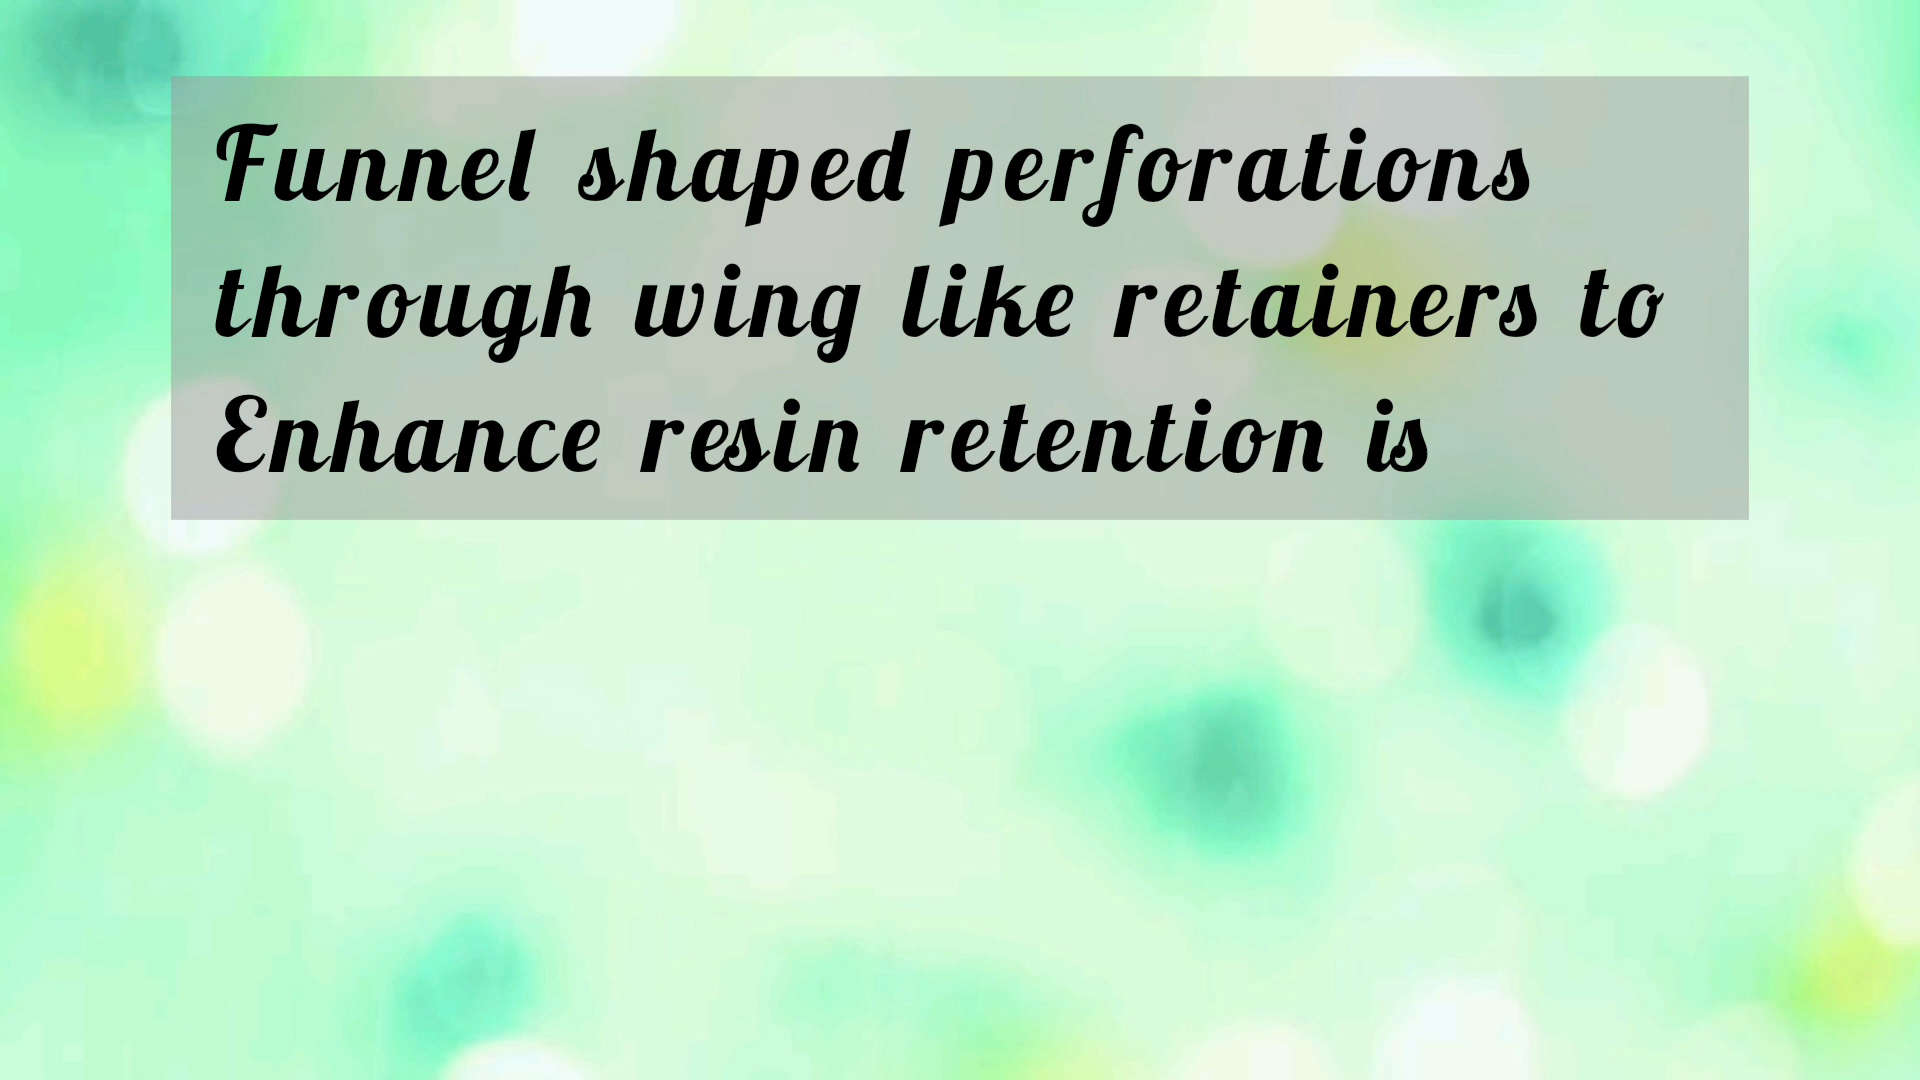 Funnel shaped perforations
through wing like retainers to
Enhance resin retention is